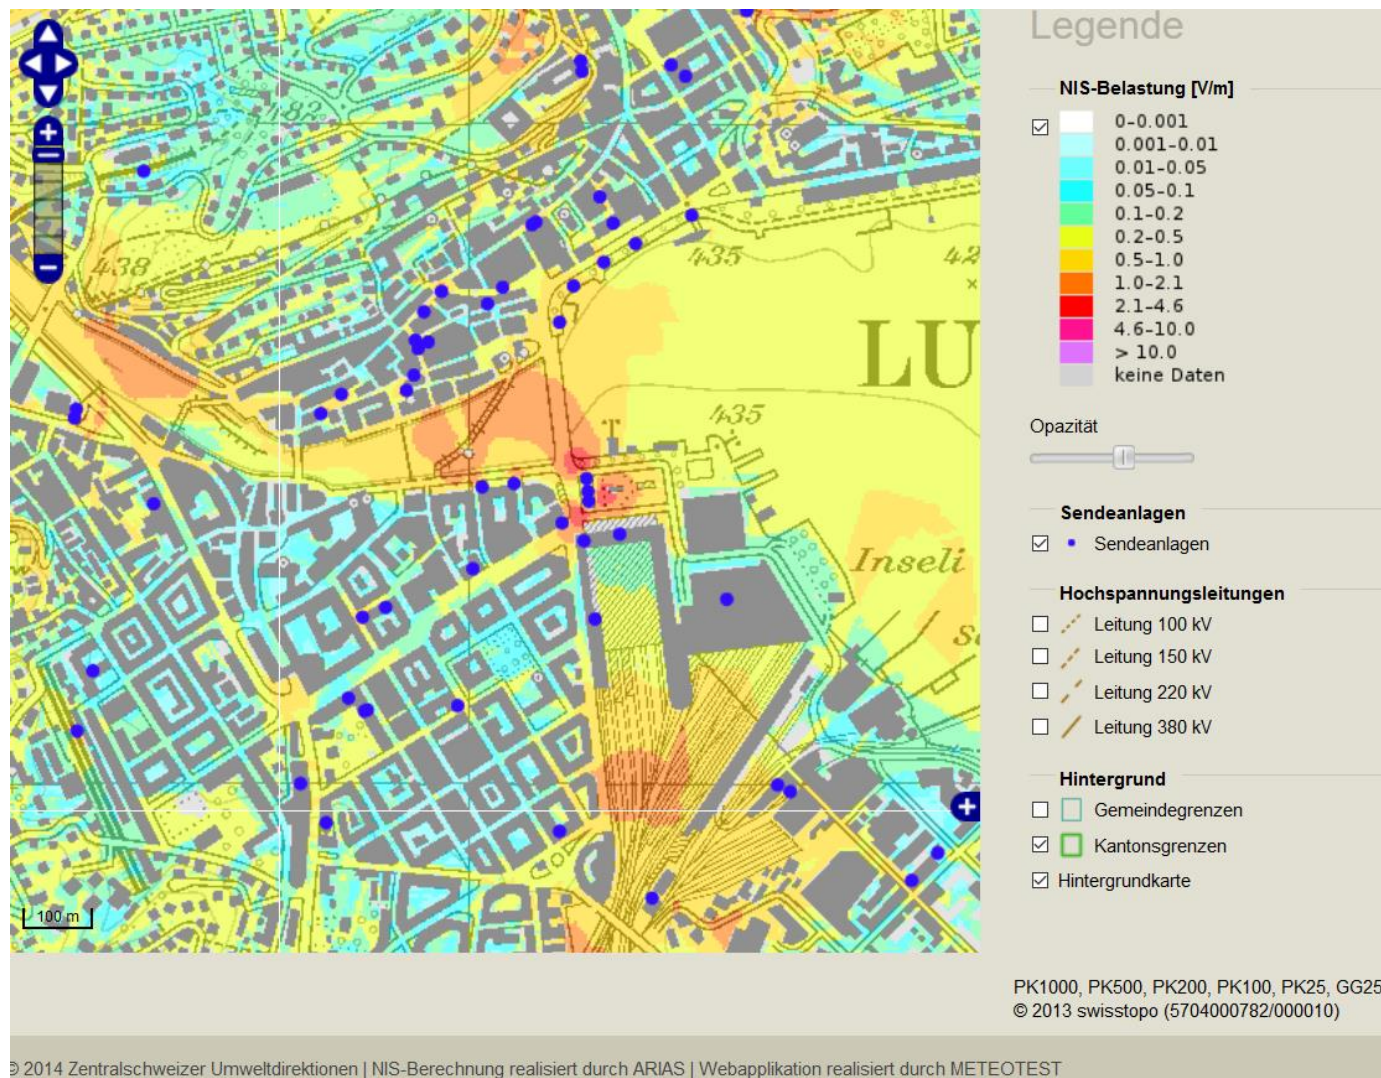 Legende
NIS-Belastung [V/m]
0-0.001
0.001-0.01
0.01-0.05
0.05-0.1
0.1-0.2
0.2-0.5
0.5-1.0
1.0-2.1
2.1-4.6
4.6-10.0
> 10.0
keine Daten
Opazität
Sendeanlagen
Sendeanlagen
Hochspannungsleitungen
Leitung 100 kV
Leitung 150 kV
Leitung 220 kV
Leitung 380 kV
Hintergrund
Gemeindegrenzen
Kantonsgrenzen
Hintergrundkarte
438
435
LU
435
T
Inseli
100 m
PK1000, PK500, PK200, PK100, PK25, GG25
© 2013 swisstopo (5704000782/000010)
© 2014 Zentralschweizer Umweltdirektionen | NIS-Berechnung realisiert durch ARIAS | Webapplikation realisiert durch METEOTEST